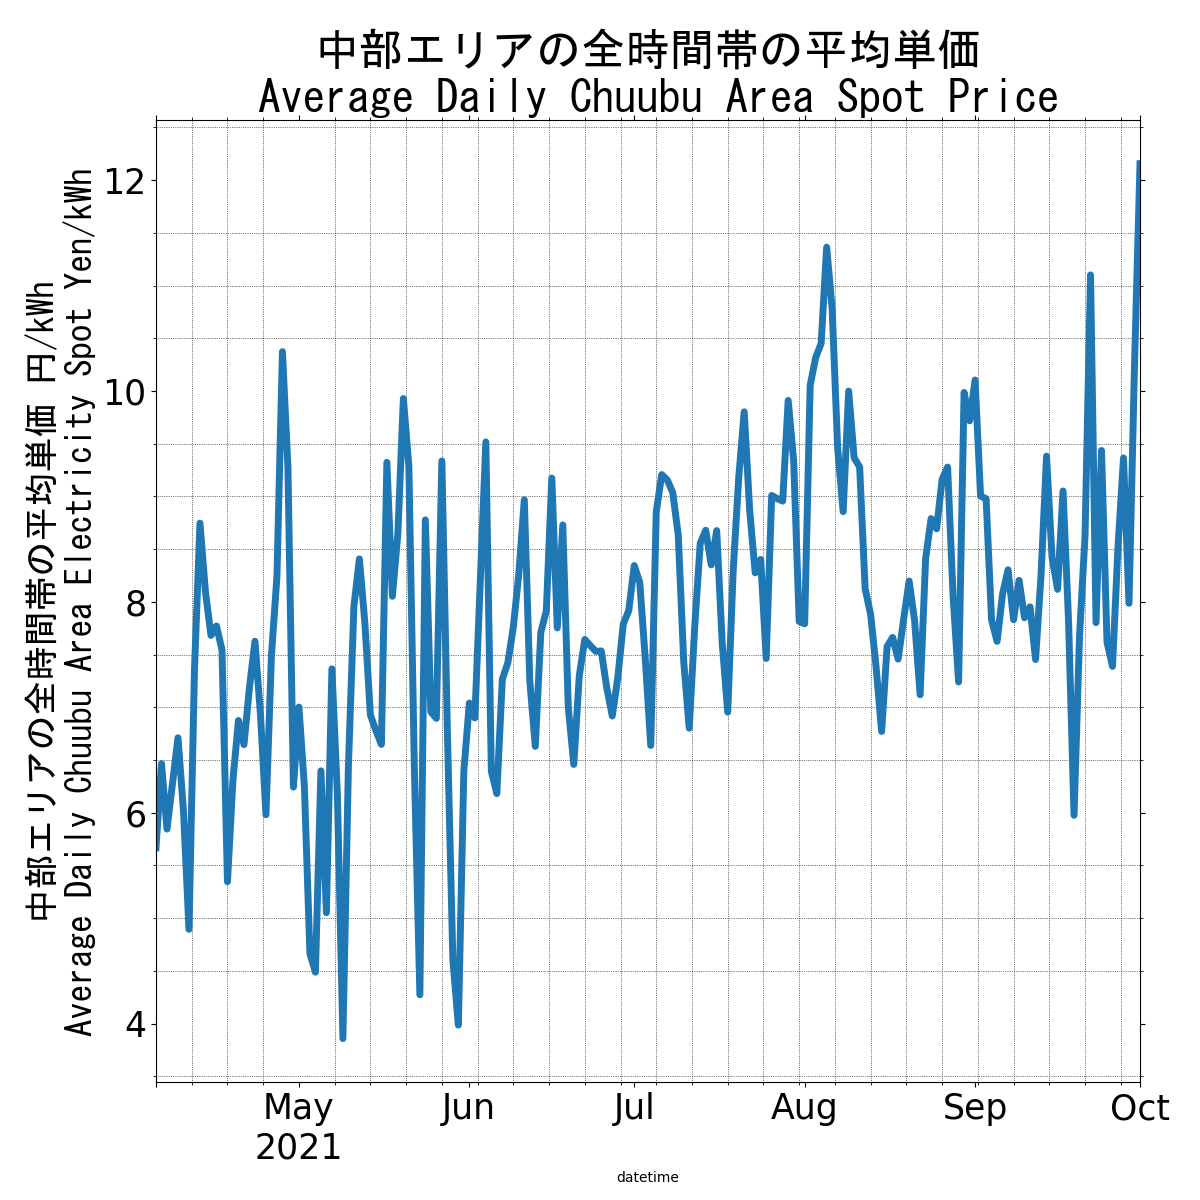 中部エリアの全時間帯の平均単価
Average Daily Chuubu Area Spot Price
中部エリアの全時間帯の平均単価 円/kWh
Average Daily Chuubu Area Electricity Spot Yen/kWh
12
10
8
6
4
May Jun Jul Aug Sep Oct
2021
datetime